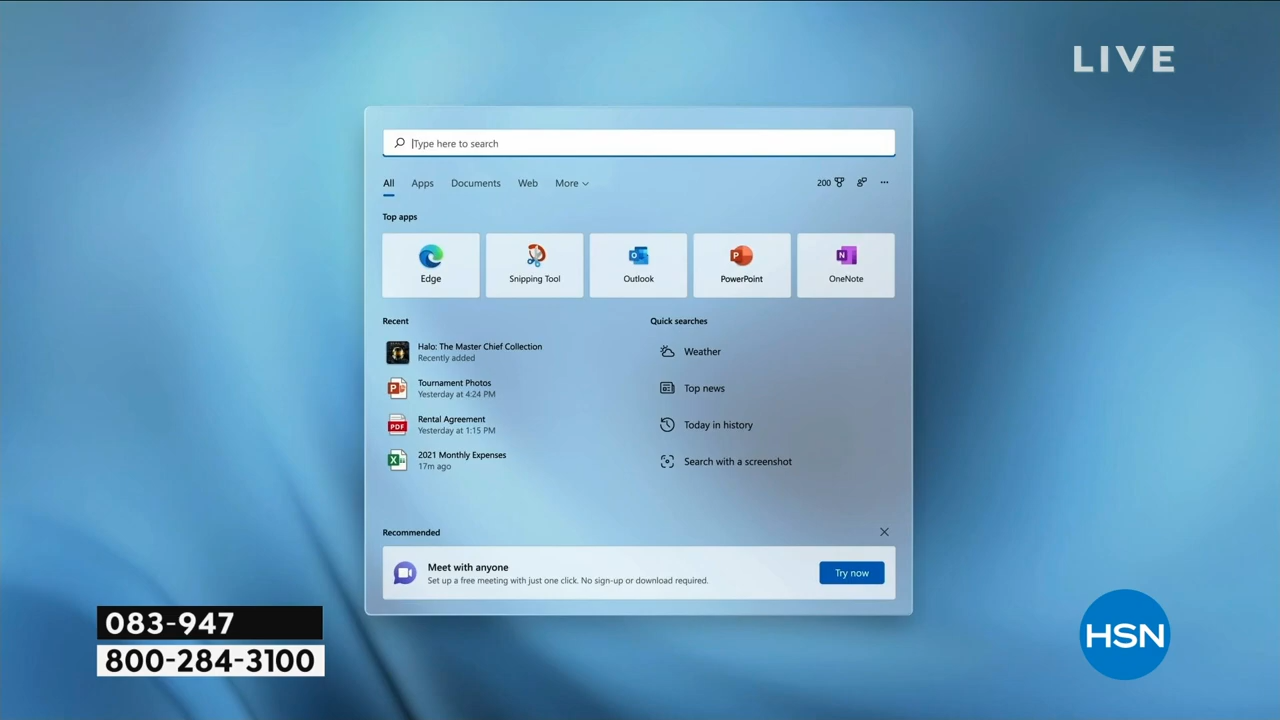 LIVE
Type here to search
All Apps Documents Web More
200
Top apps
Edge Snipping Tool Outlook PowerPoint OneNote
Recent
Halo: The Master Chief Collection
Recently added
Tournament Photos
Yesterday at 4:24 PM
PDF
Rental Agreement
Yesterday at 1:15 PM
2021 Monthly Expenses
17m ago
Quick searches
Weather
Top news
Today in history
Search with a screenshot
Recommended
Meet with anyone
Set up a free meeting with just one click. No sign-up or download required.
Try now
083-947
800-284-3100
HSN